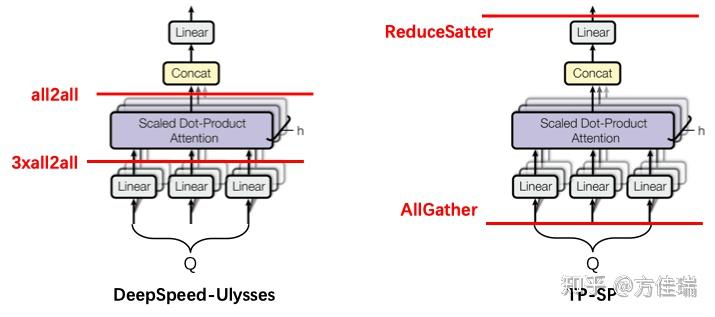 Linear
Concat
all2all
Scaled Dot-Product
Attention
h
3xall2all
Linear Linear Linear
Q
DeepSpeed-Ulysses
ReduceSatter
Linear
Concat
Scaled Dot-Product
Attention
h
Linear Linear Linear
AllGather
Q
TP-SP
知乎 @方佳瑞